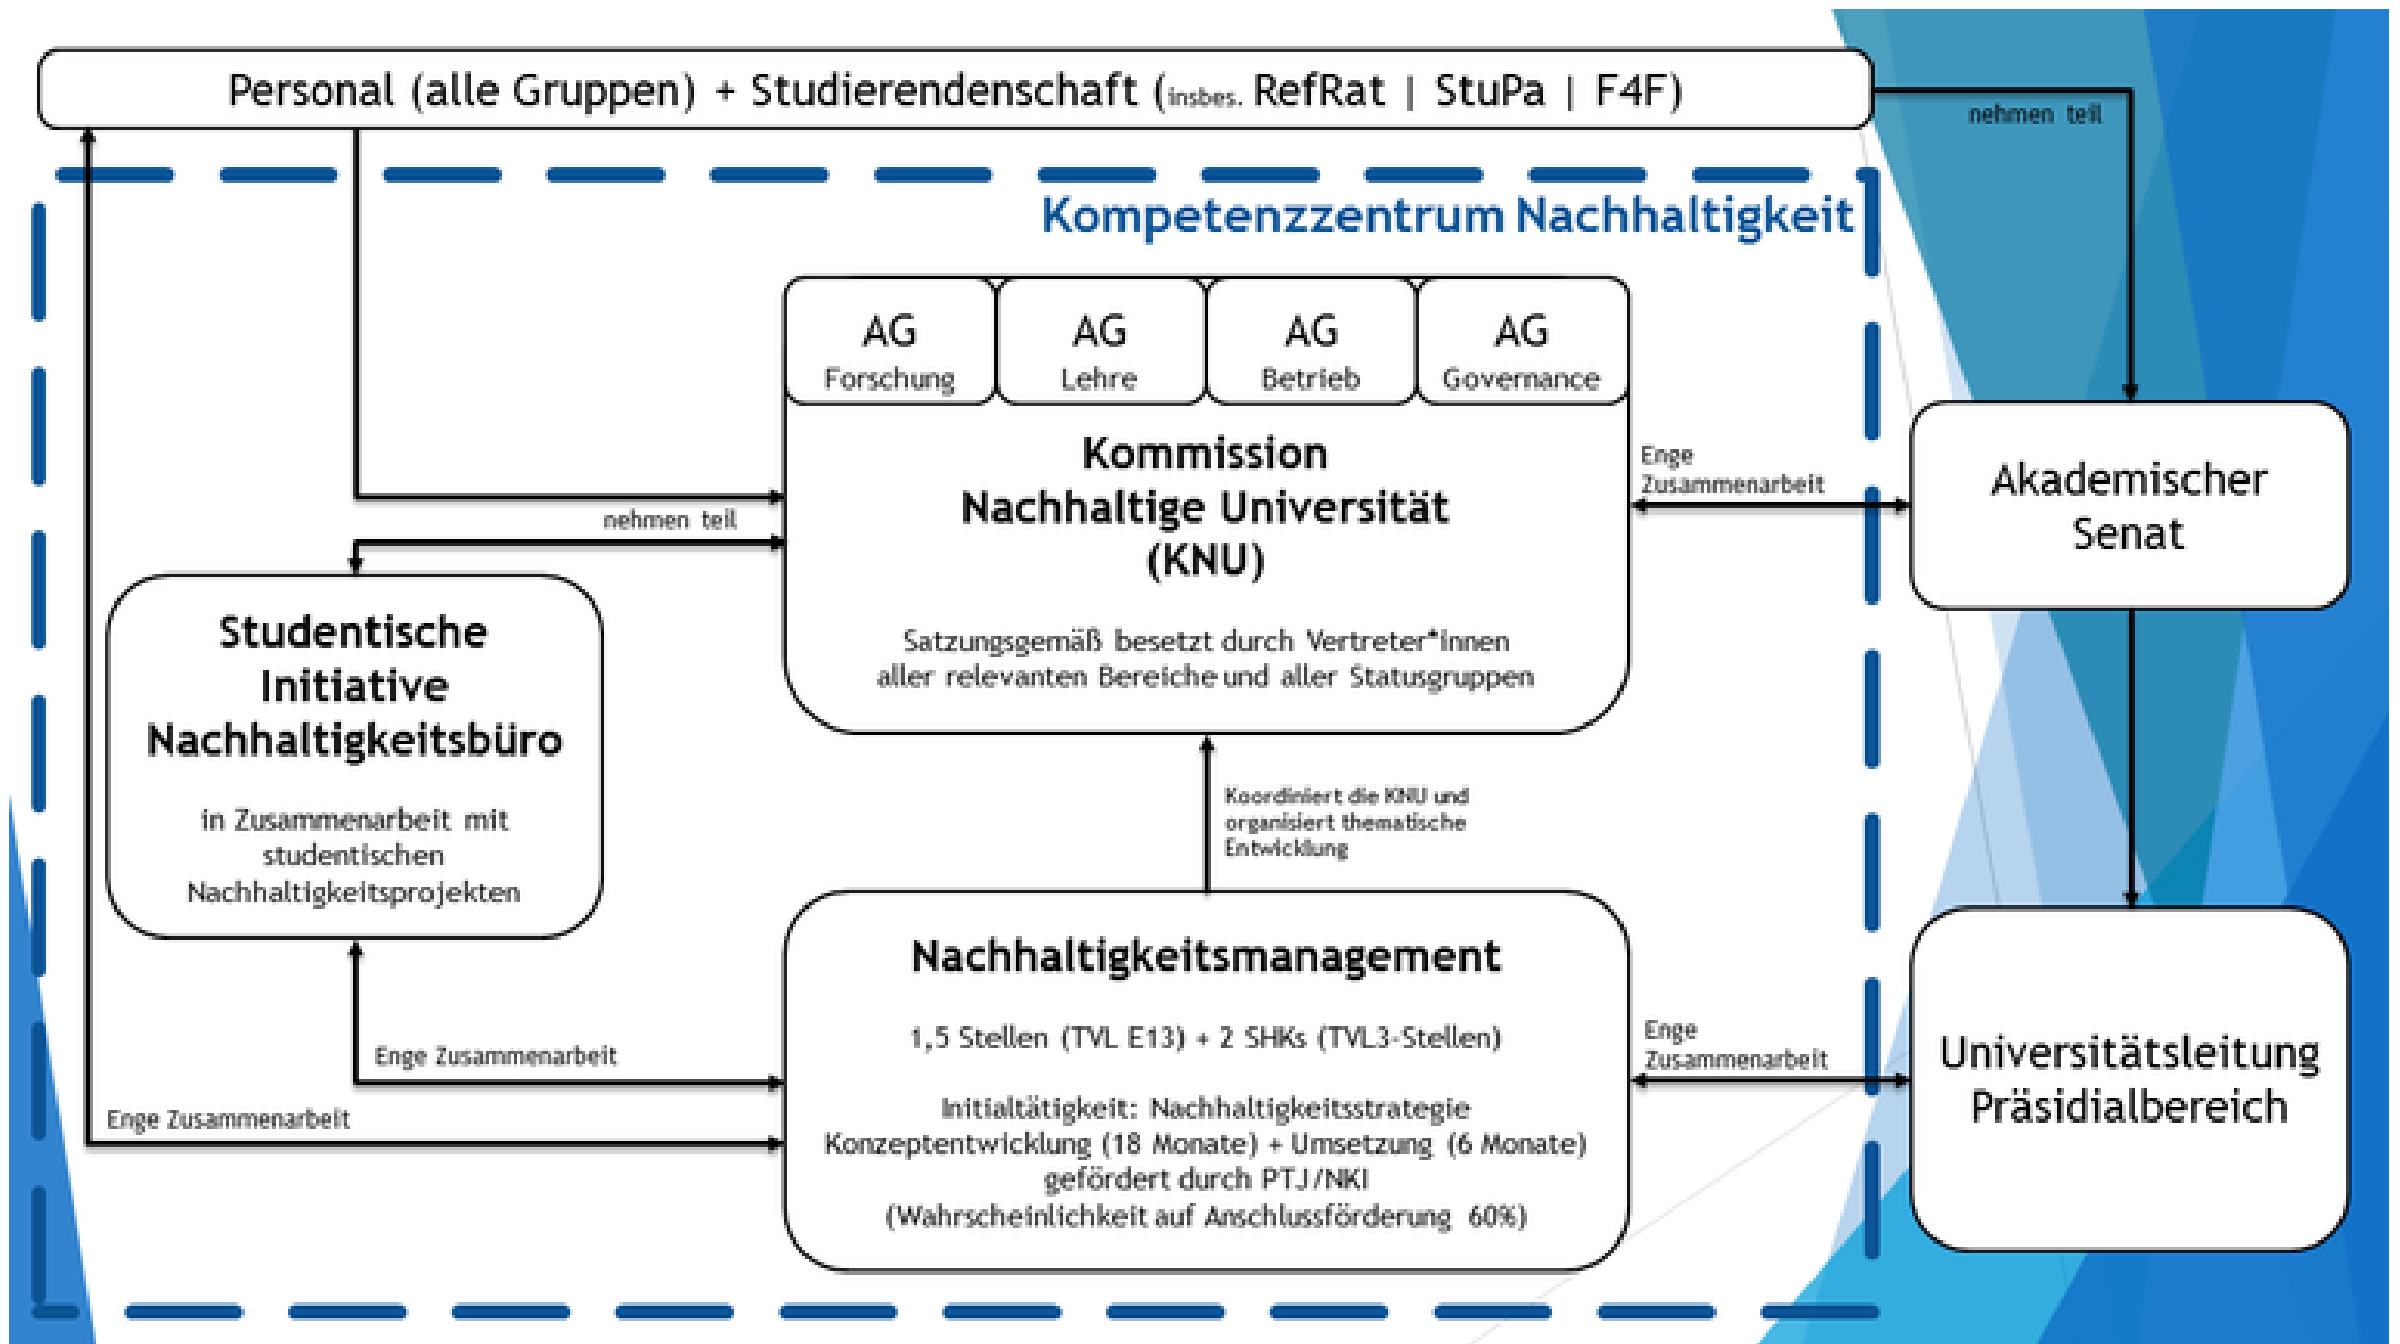 Personal (alle Gruppen) + Studierendenschaft (insbes. RefRat | StuPa | F4F)
nehmen teil
Kompetenzzentrum Nachhaltigkeit
AG
Forschung
AG
Lehre
AG
Betrieb
AG
Governance
Kommission
Nachhaltige Universität
(KNU)
Satzungsgemäß besetzt durch Vertreter*innen
aller relevanten Bereiche und aller Statusgruppen
Enge
Zusammenarbeit
Akademischer
Senat
nehmen teil
Studentische
Initiative
Nachhaltigkeitsbüro
in Zusammenarbeit mit
studentischen
Nachhaltigkeitsprojekten
Koordiniert die KNU und
organisiert thematische
Entwicklung
Nachhaltigkeitsmanagement
1,5 Stellen (TVL E13) + 2 SHKs (TVL3-Stellen)
Initialtätigkeit: Nachhaltigkeitsstrategie
Konzeptentwicklung (18 Monate) + Umsetzung (6 Monate)
gefördert durch PTJ/NKI
(Wahrscheinlichkeit auf Anschlussförderung 60%)
Enge Zusammenarbeit
Enge Zusammenarbeit
Enge
Zusammenarbeit
Universitätsleitung
Präsidialbereich